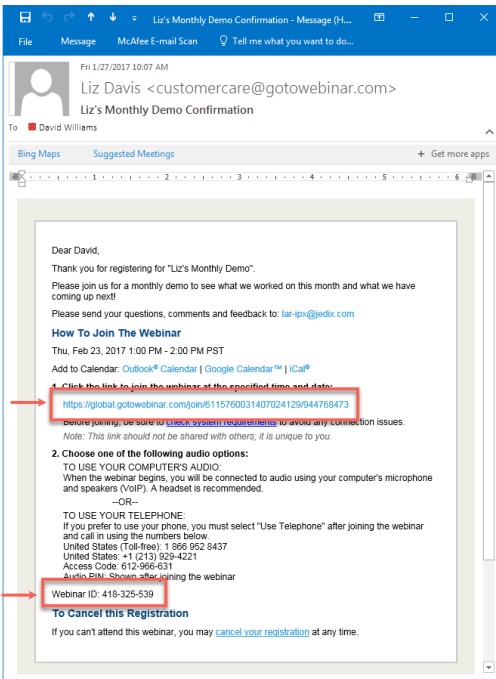 Liz's Monthly Demo Confirmation - Message (H...
File Message McAfee E-mail Scan Tell me what you want to do...
Fri 1/27/2017 10:07 AM
Liz Davis <customercare@gotowebinar.com>
Liz's Monthly Demo Confirmation
To David Williams
Bing Maps Suggested Meetings + Get more apps
1 2 3 4 5 6
Dear David,
Thank you for registering for "Liz's Monthly Demo".
Please join us for a monthly demo to see what we worked on this month and what we have
coming up next!
Please send your questions, comments and feedback to: lar-ipx@jedix.com
How To Join The Webinar
Thu, Feb 23, 2017 1:00 PM - 2:00 PM PST
Add to Calendar: Outlook® Calendar | Google Calendar™ | iCal®
1. Click the link to join the webinar at the specified time and date:
https://global.gotowebinar.com/join/6115760031407024129/944768473
Before joining, be sure to check system requirements to avoid any connection issues.
Note: This link should not be shared with others; it is unique to you.
2. Choose one of the following audio options:
TO USE YOUR COMPUTER'S AUDIO:
When the webinar begins, you will be connected to audio using your computer's microphone
and speakers (VoIP). A headset is recommended.
--OR--
TO USE YOUR TELEPHONE:
If you prefer to use your phone, you must select "Use Telephone" after joining the webinar
and call in using the numbers below.
United States (Toll-free): 1 866 952 8437
United States: +1 (213) 929-4221
Access Code: 612-966-631
Audio PIN: Shown after joining the webinar
Webinar ID: 418-325-539
To Cancel this Registration
If you can't attend this webinar, you may cancel your registration at any time.